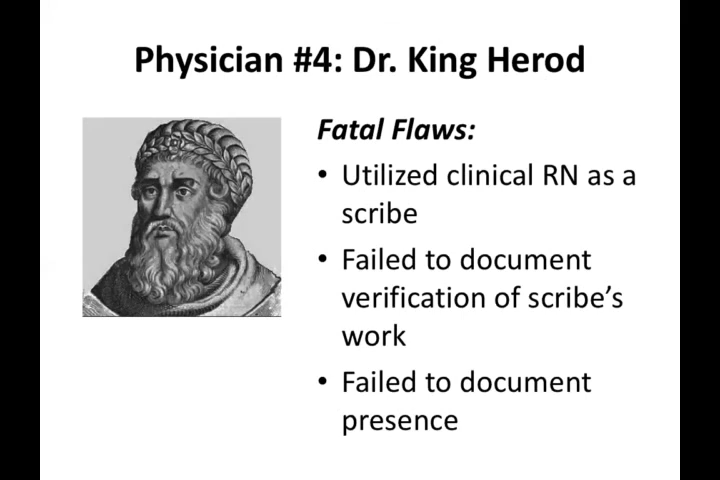 Physician #4: Dr. King Herod
Fatal Flaws:
• Utilized clinical RN as a
scribe
• Failed to document
verification of scribe’s
work
• Failed to document
presence